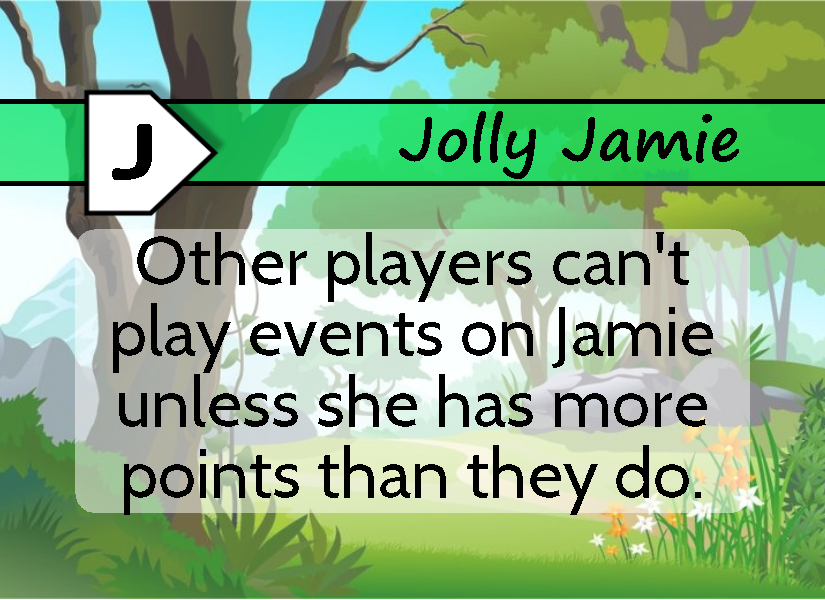 J
Jolly Jamie
Other players can't
play events on Jamie
unless she has more
points than they do.